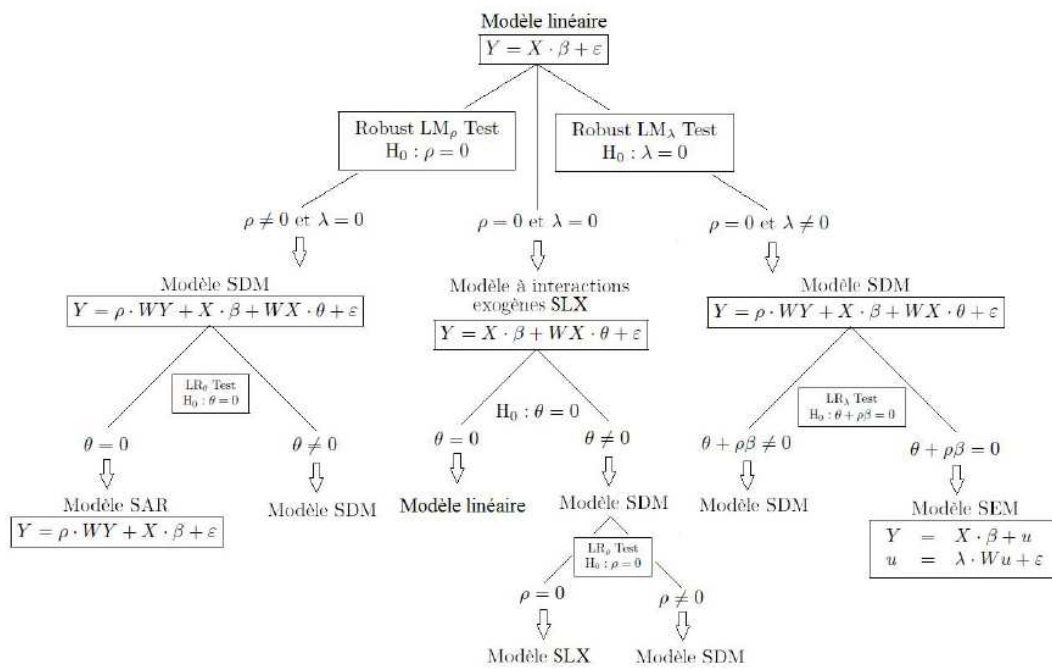 Modèle linéaire
Y = X · β + ε
Robust LMρ Test
H₀ : ρ = 0
Robust LMλ Test
H₀ : λ = 0
ρ ≠ 0 et λ = 0
ρ = 0 et λ = 0
ρ = 0 et λ ≠ 0
Modèle SDM
Y = ρ · WY + X · β + WX · θ + ε
Modèle à interactions
exogènes SLX
Y = X · β + WX · θ + ε
Modèle SDM
Y = ρ · WY + X · β + WX · θ + ε
LRθ Test
H₀ : θ = 0
H₀ : θ = 0
LRλ Test
H₀ : θ + ρβ = 0
θ = 0
θ ≠ 0
θ = 0
θ ≠ 0
θ + ρβ ≠ 0
θ + ρβ = 0
Modèle SAR
Y = ρ · WY + X · β + ε
Modèle SDM
Modèle linéaire
Modèle SDM
Modèle SDM
Modèle SEM
Y = X · β + u
u = λ · Wu + ε
LRρ Test
H₀ : ρ = 0
ρ = 0
ρ ≠ 0
Modèle SLX
Modèle SDM